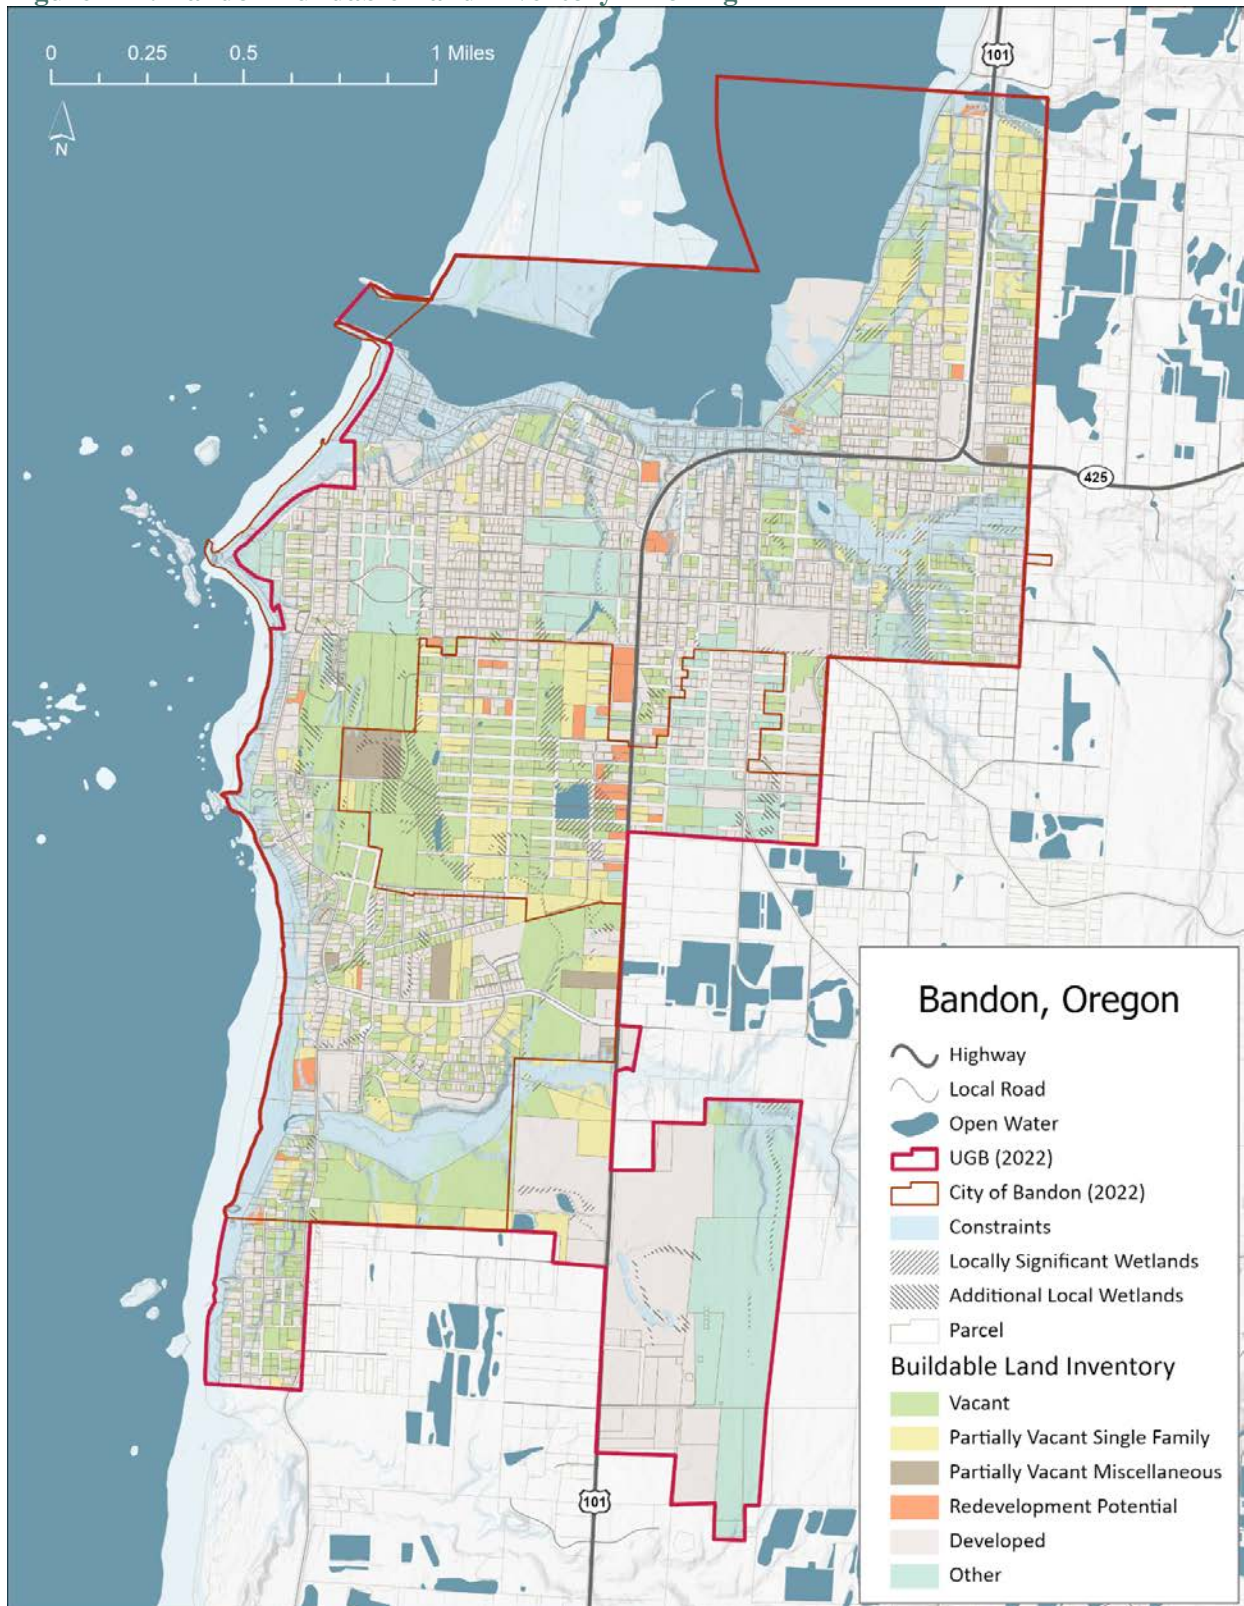 0 0.25 0.5 1 Miles
N
101
425
101
Bandon, Oregon
Highway
Local Road
Open Water
UGB (2022)
City of Bandon (2022)
Constraints
Locally Significant Wetlands
Additional Local Wetlands
Parcel
Buildable Land Inventory
Vacant
Partially Vacant Single Family
Partially Vacant Miscellaneous
Redevelopment Potential
Developed
Other